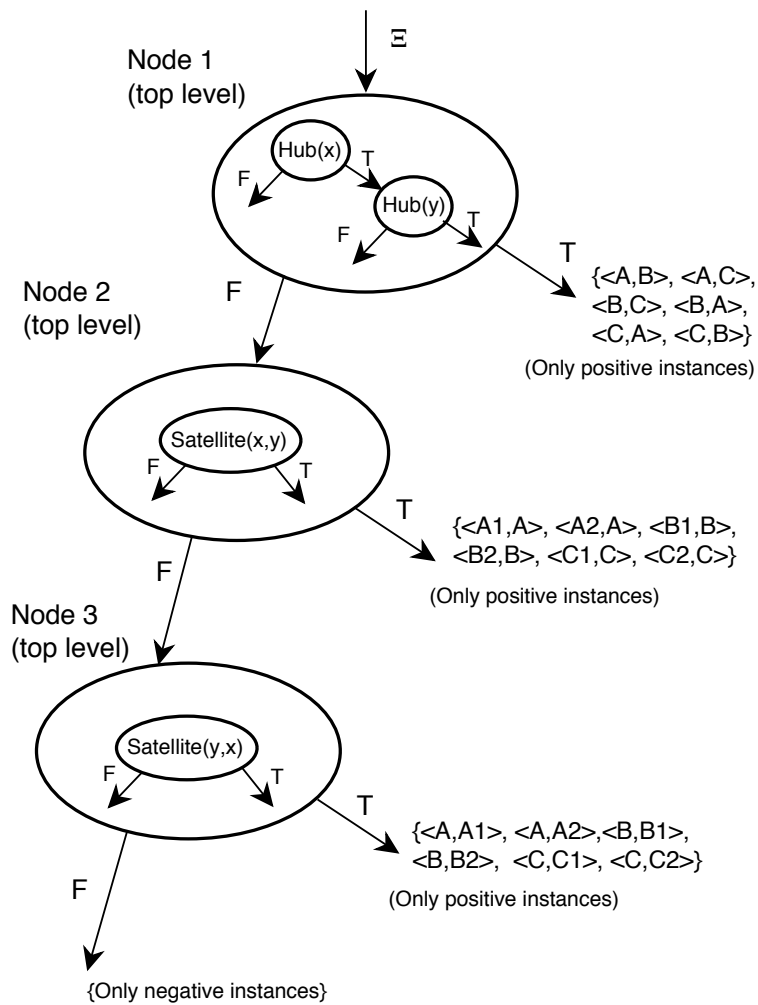 Ξ
Node 1
(top level)
Hub(x)
T
F
Hub(y)
T
F
T
{<A,B>, <A,C>,
<B,C>, <B,A>,
<C,A>, <C,B>}
(Only positive instances)
F
Node 2
(top level)
Satellite(x,y)
F
T
T
{<A1,A>, <A2,A>, <B1,B>,
<B2,B>, <C1,C>, <C2,C>}
(Only positive instances)
F
Node 3
(top level)
Satellite(y,x)
F
T
T
{<A,A1>, <A,A2>,<B,B1>,
<B,B2>, <C,C1>, <C,C2>}
(Only positive instances)
F
{Only negative instances}